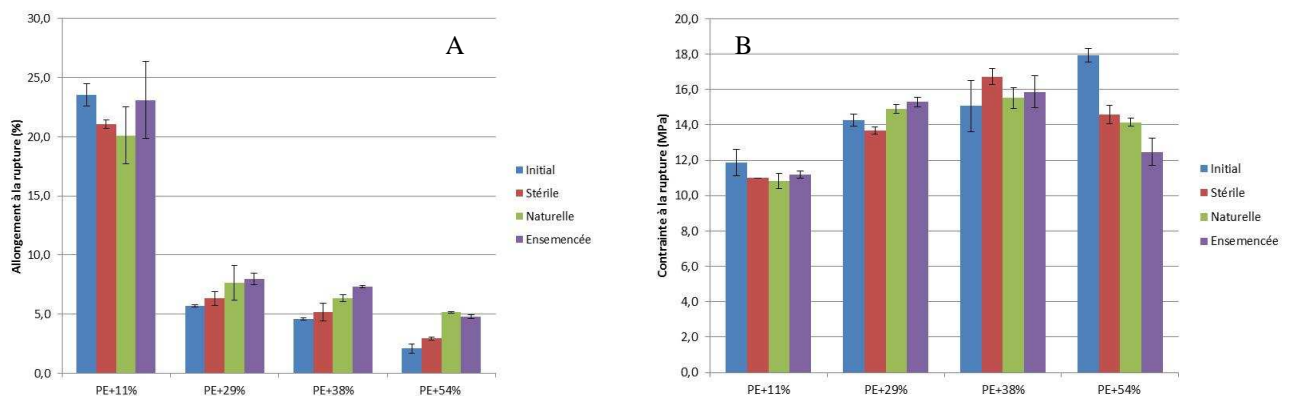 A
Allongement à la rupture (%)
30,0
25,0
20,0
15,0
10,0
5,0
0,0
PE+11%
PE+29%
PE+38%
PE+54%
Initial
Stérile
Naturelle
Ensemencée
B
Contrainte à la rupture (MPa)
20,0
18,0
16,0
14,0
12,0
10,0
8,0
6,0
4,0
2,0
0,0
PE+11%
PE+29%
PE+38%
PE+54%
Initial
Stérile
Naturelle
Ensemencée